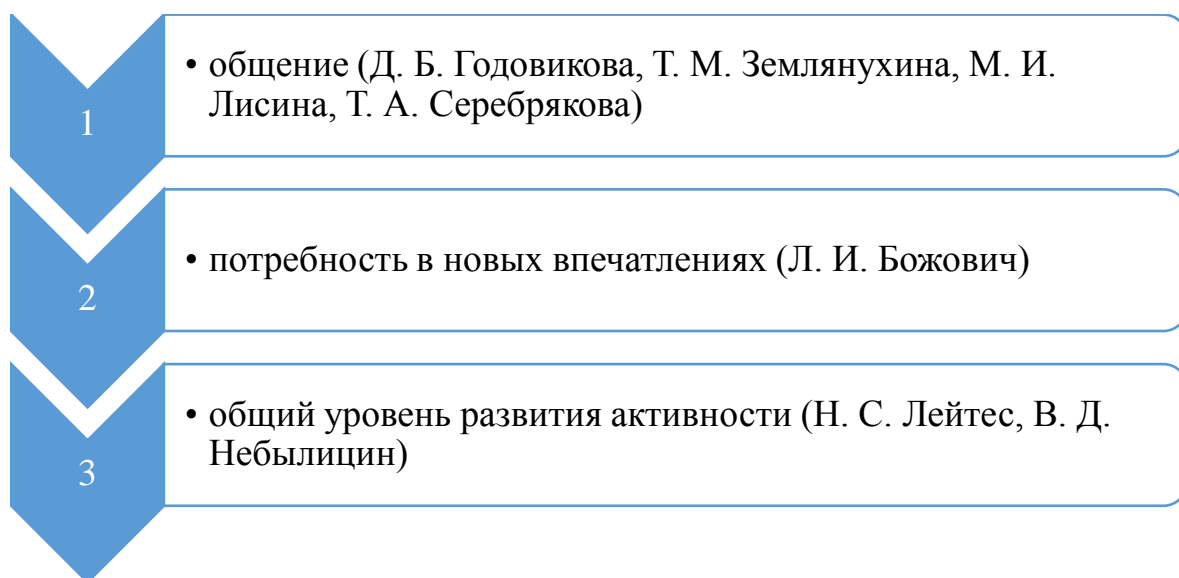 1
• общение (Д. Б. Годовикова, Т. М. Землянухина, М. И.
Лисина, Т. А. Серебрякова)
2
• потребность в новых впечатлениях (Л. И. Божович)
3
• общий уровень развития активности (Н. С. Лейтес, В. Д.
Небылицин)